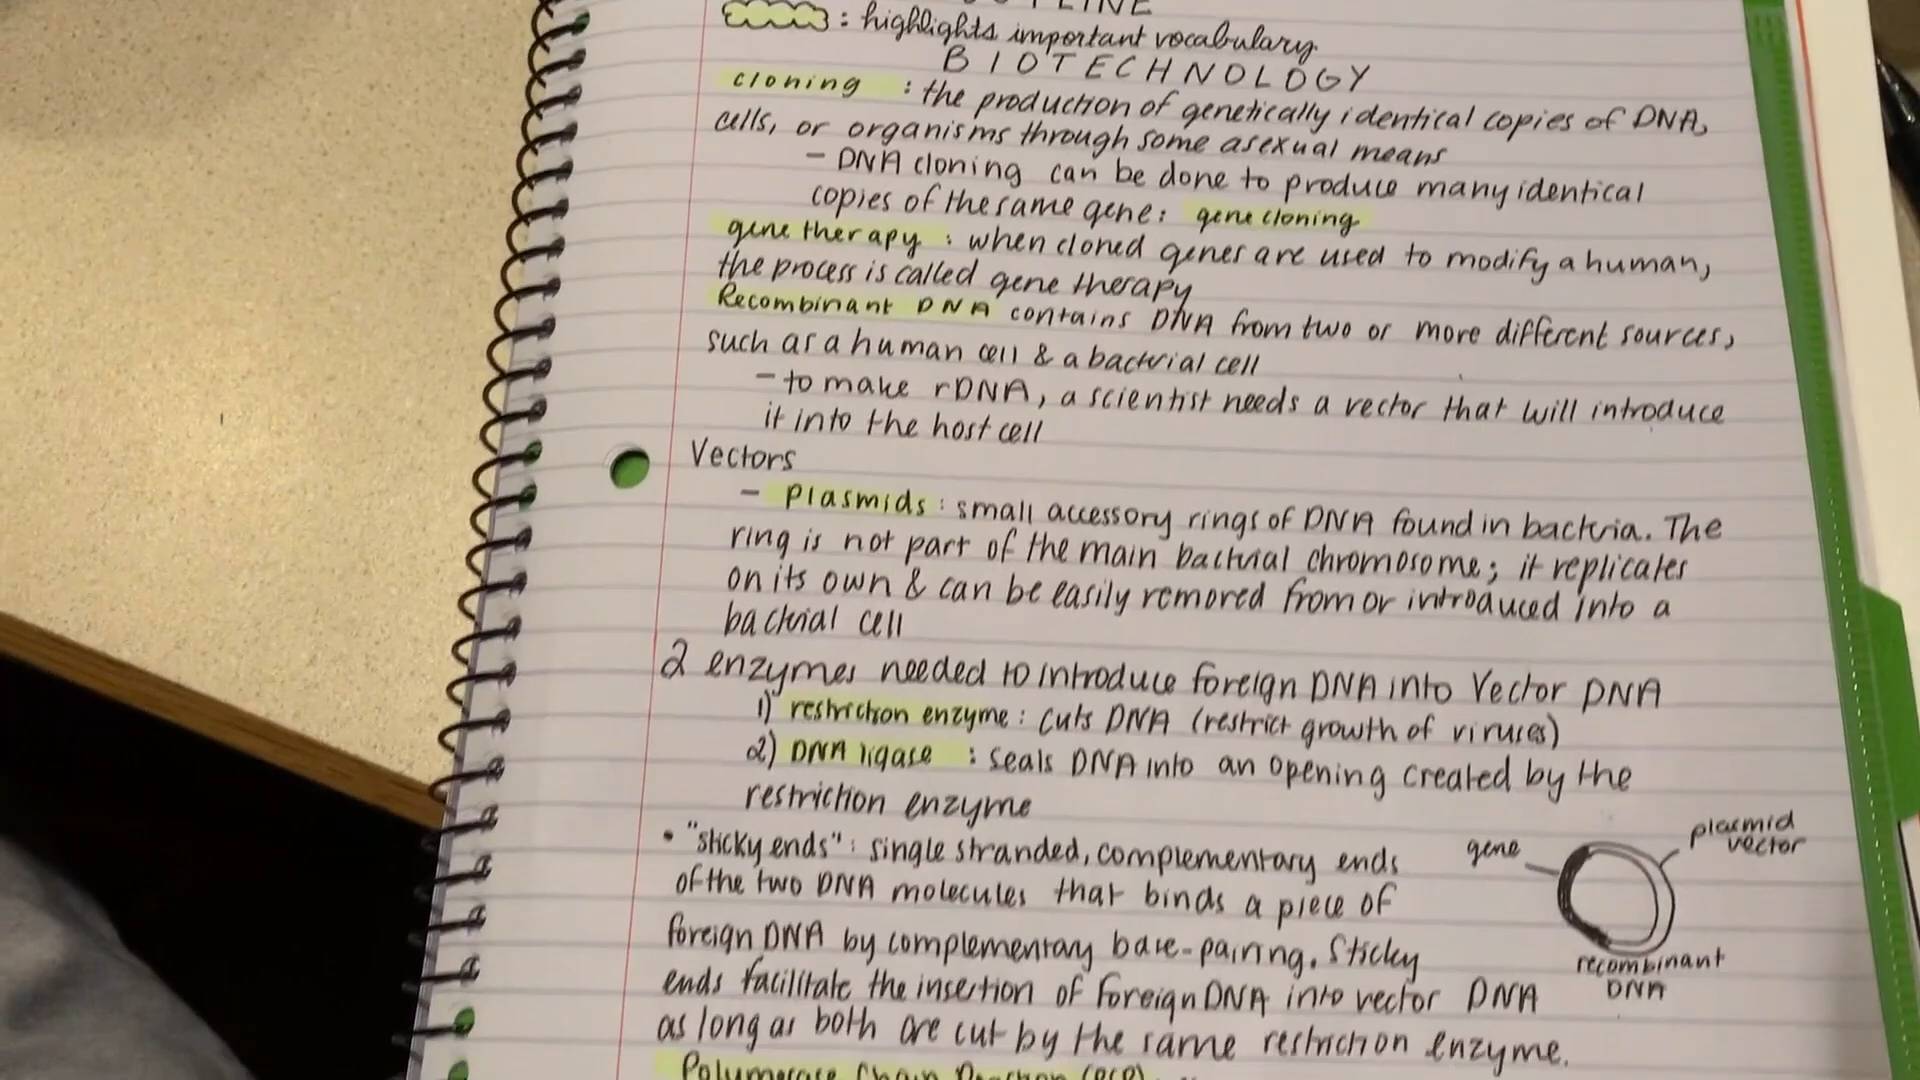 : highlights important vocabulary
BIOTECHNOLOGY
cloning : the production of genetically identical copies of DNA,
cells, or organisms through some asexual means
- DNA cloning can be done to produce many identical
copies of the same gene: gene cloning
gene therapy : when cloned genes are used to modify a human,
the process is called gene therapy
Recombinant DNA contains DNA from two or more different sources,
such as a human cell & a bacterial cell
- to make rDNA, a scientist needs a vector that will introduce
it into the host cell
Vectors
- plasmids : small accessory rings of DNA found in bacteria. The
ring is not part of the main bacterial chromosome; it replicates
on its own & can be easily removed from or introduced into a
bacterial cell
2 enzymes needed to introduce foreign DNA into Vector DNA
1) restriction enzyme : cuts DNA (restrict growth of viruses)
2) DNA ligase : seals DNA into an opening created by the
restriction enzyme
• "sticky ends" : single stranded, complementary ends
of the two DNA molecules that binds a piece of
foreign DNA by complementary base-pairing. Sticky
ends facilitate the insertion of foreign DNA into vector DNA
as long as both are cut by the same restriction enzyme.
gene
plasmid
vector
recombinant
DNA
Polymerase Chain Reaction (PCR)